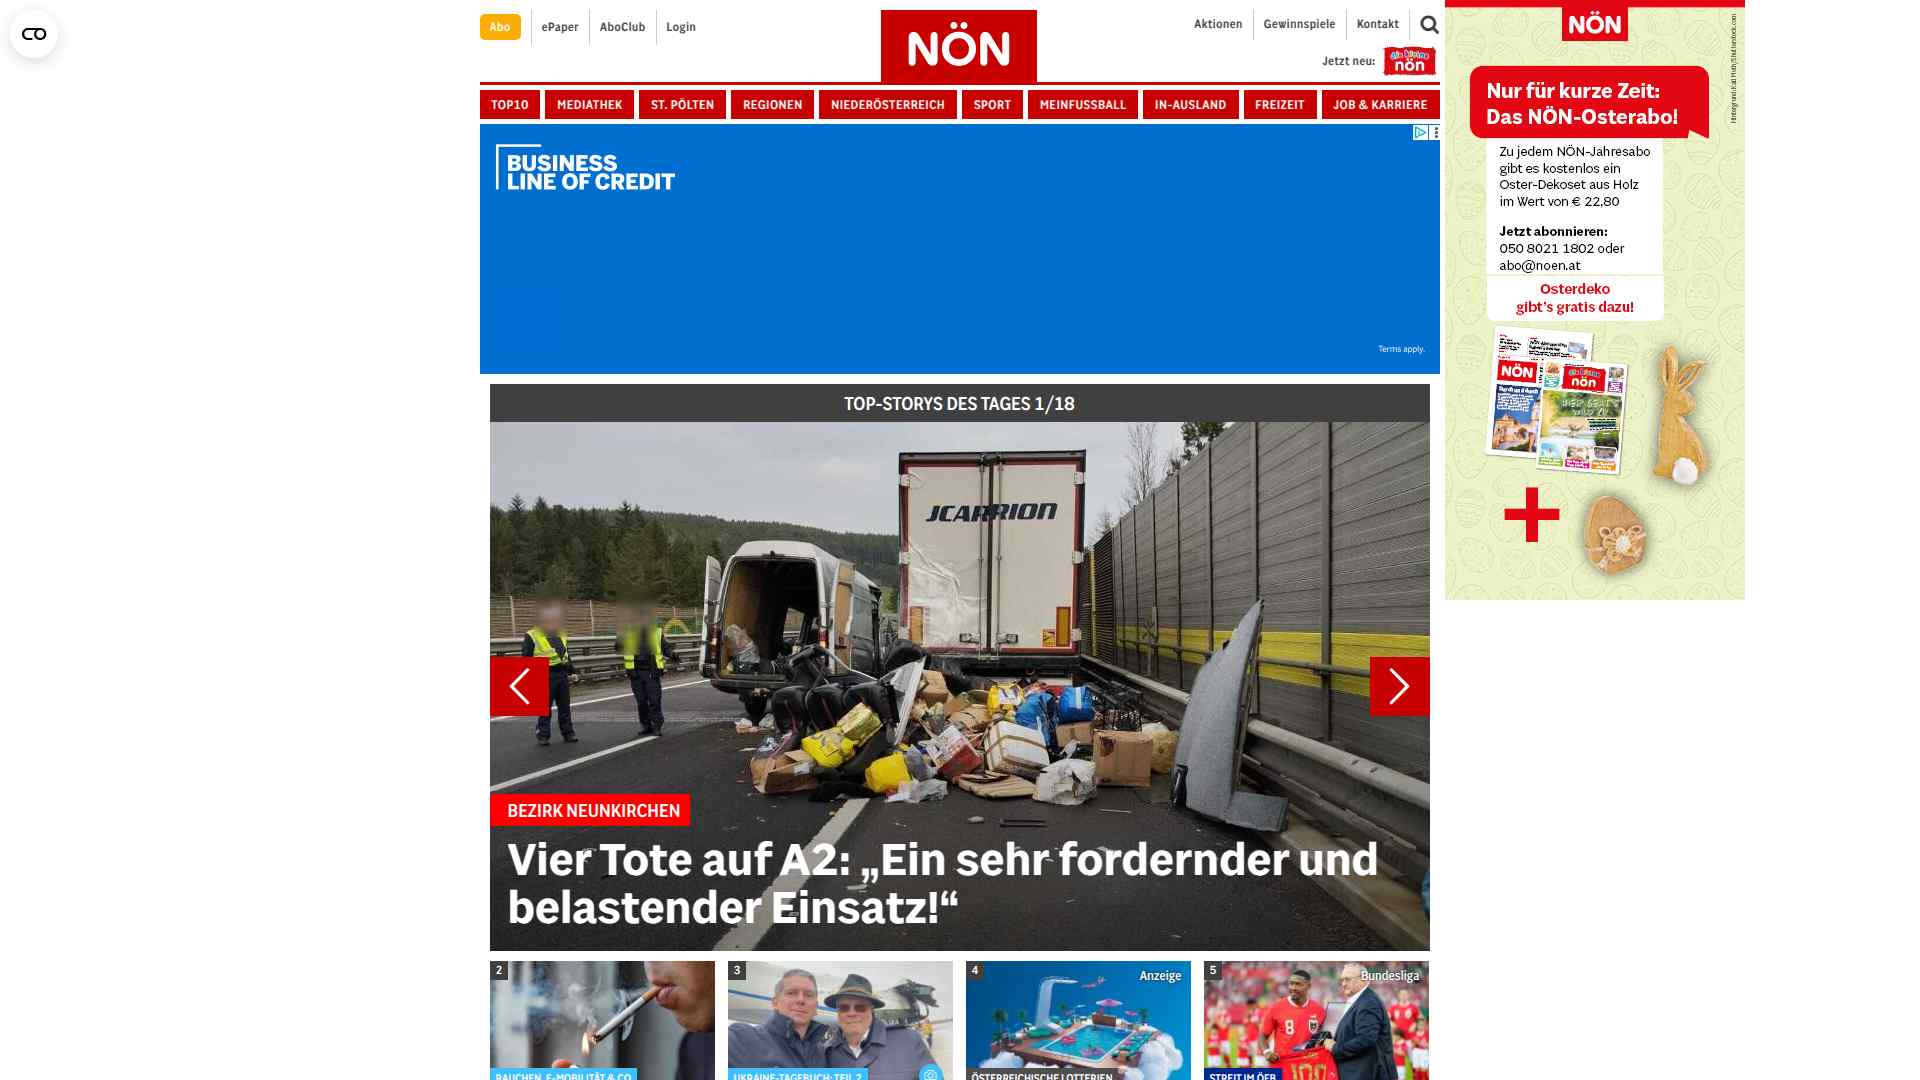 Abo
ePaper
AboClub
Login
NÖN
Aktionen
Gewinnspiele
Kontakt
Jetzt neu:
die kleine
nön
TOP10
MEDIATHEK
ST. PÖLTEN
REGIONEN
NIEDERÖSTERREICH
SPORT
MEINFUSSBALL
IN-AUSLAND
FREIZEIT
JOB & KARRIERE
BUSINESS
LINE OF CREDIT
Terms apply.
TOP-STORYS DES TAGES 1/18
JCARRION
BEZIRK NEUNKIRCHEN
Vier Tote auf A2: „Ein sehr fordernder und
belastender Einsatz!“
2
RAUCHEN, E-MOBILITÄT & CO
3
UKRAINE-TAGEBUCH: TEIL 2
4
Anzeige
ÖSTERREICHISCHE LOTTERIEN
5
Bundesliga
8
100
STREIT IM ÖFB
NÖN
Nur für kurze Zeit:
Das NÖN-Osterabo!
Zu jedem NÖN-Jahresabo
gibt es kostenlos ein
Oster-Dekoset aus Holz
im Wert von € 22,80
Jetzt abonnieren:
050 8021 1802 oder
abo@noen.at
Osterdeko
gibt's gratis dazu!
NÖN
nön